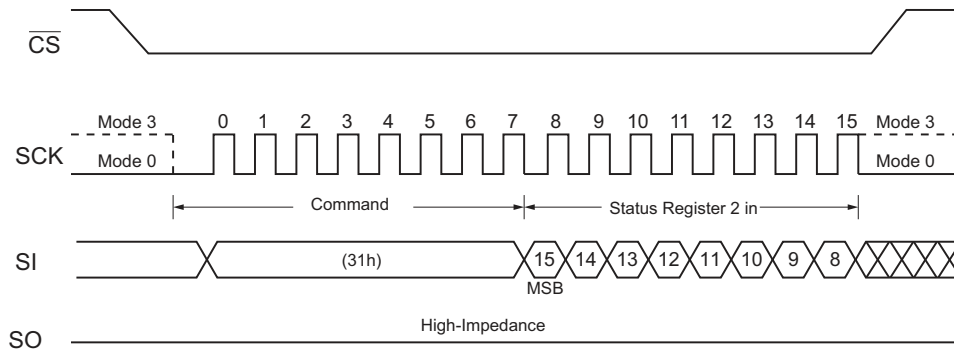 CS
Mode 3 0 1 2 3 4 5 6 7 8 9 10 11 12 13 14 15 Mode 3
SCK
Mode 0 Mode 0
Command Status Register 2 in
SI (31h) 15 14 13 12 11 10 9 8
MSB
High-Impedance
SO